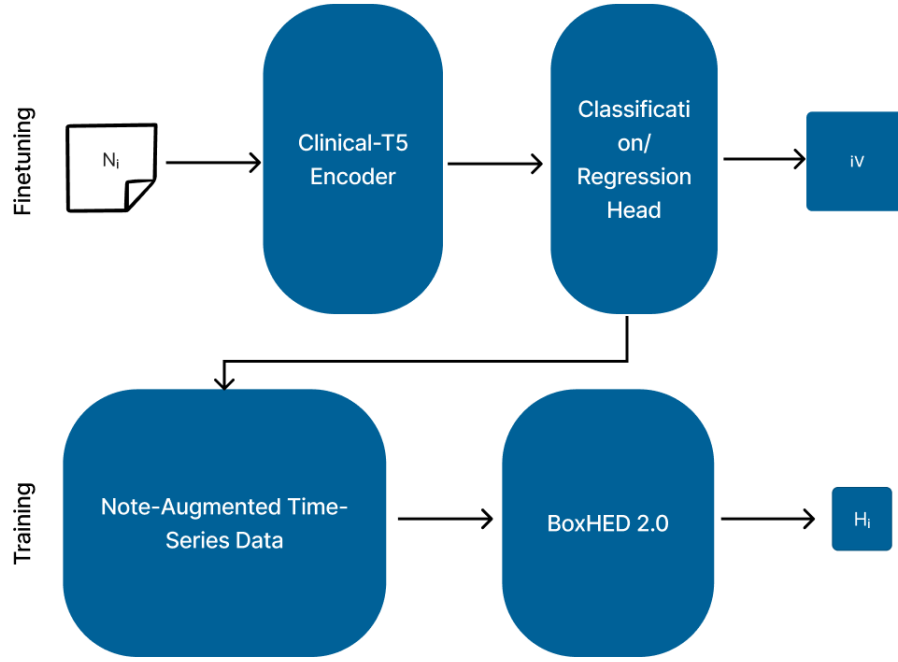 Finetuning
Nᵢ
Clinical-T5
Encoder
Classificati
on/
Regression
Head
iv
Training
Note-Augmented Time-
Series Data
BoxHED 2.0
Hᵢ